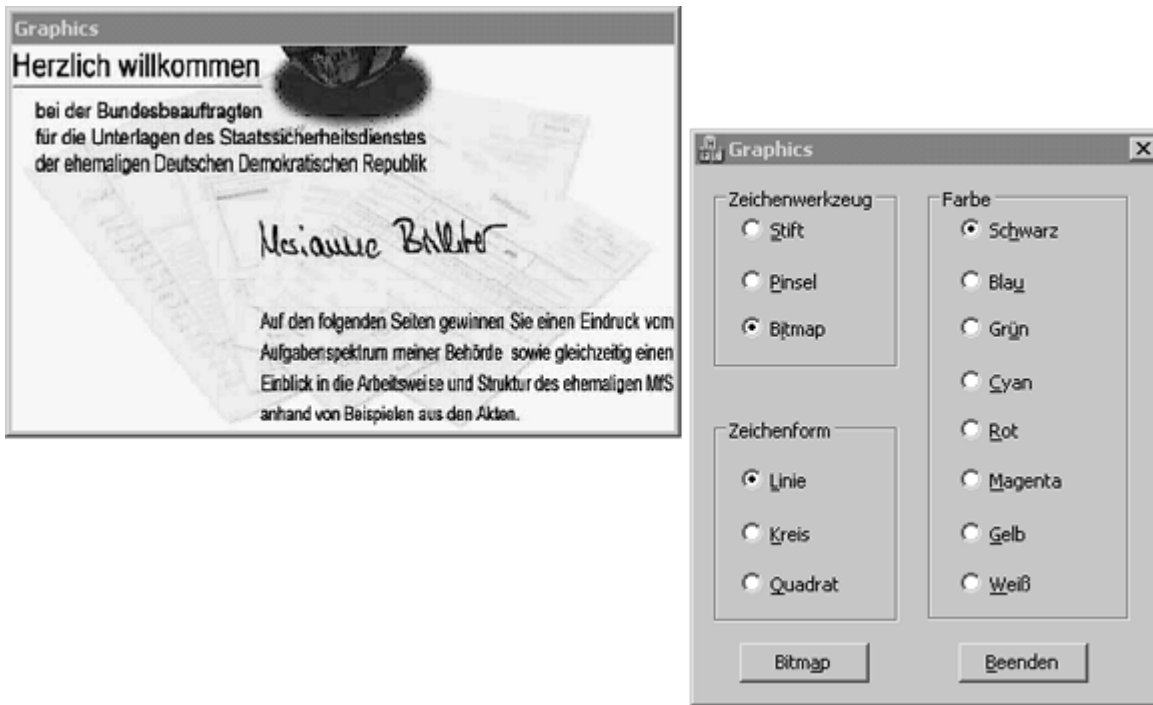 Graphics
Herzlich willkommen
bei der Bundesbeauftragten
für die Unterlagen des Staatssicherheitsdienstes
der ehemaligen Deutschen Demokratischen Republik
Auf den folgenden Seiten gewinnen Sie einen Eindruck vom
Aufgabenspektrum meiner Behörde sowie gleichzeitig einen
Einblick in die Arbeitsweise und Struktur des ehemaligen MfS
anhand von Beispielen aus den Akten.
Graphics
Zeichenwerkzeug
Stift
Pinsel
Bitmap
Zeichenform
Linie
Kreis
Quadrat
Farbe
Schwarz
Blau
Grün
Cyan
Rot
Magenta
Gelb
Weiß
Bitmap
Beenden